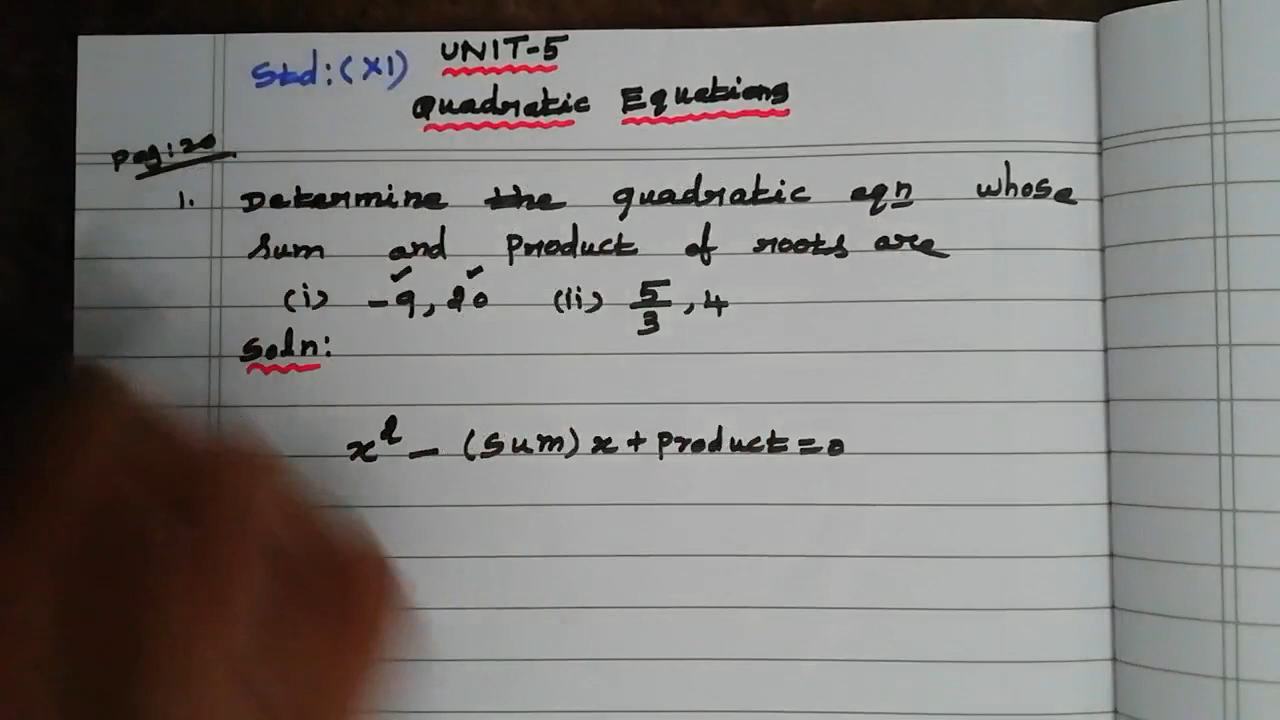 Std: (XI) UNIT-5
Quadratic Equations
Pag: 20
1. Determine the quadratic eqn whose
sum and product of roots are
(i) -9, 20 (ii) 5/3, 4
Soln:
x² - (Sum) x + Product = 0